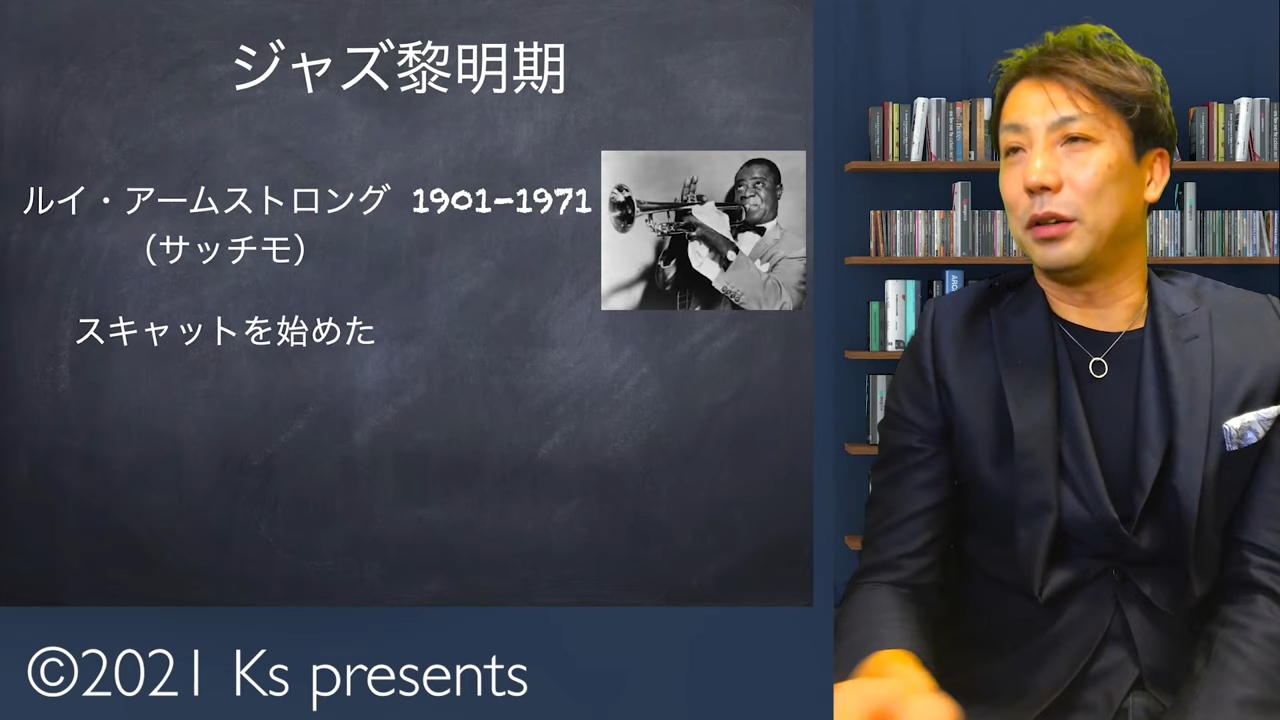 ジャズ黎明期
ルイ・アームストロング 1901-1971
(サッチモ)
スキャットを始めた
©2021 Ks presents